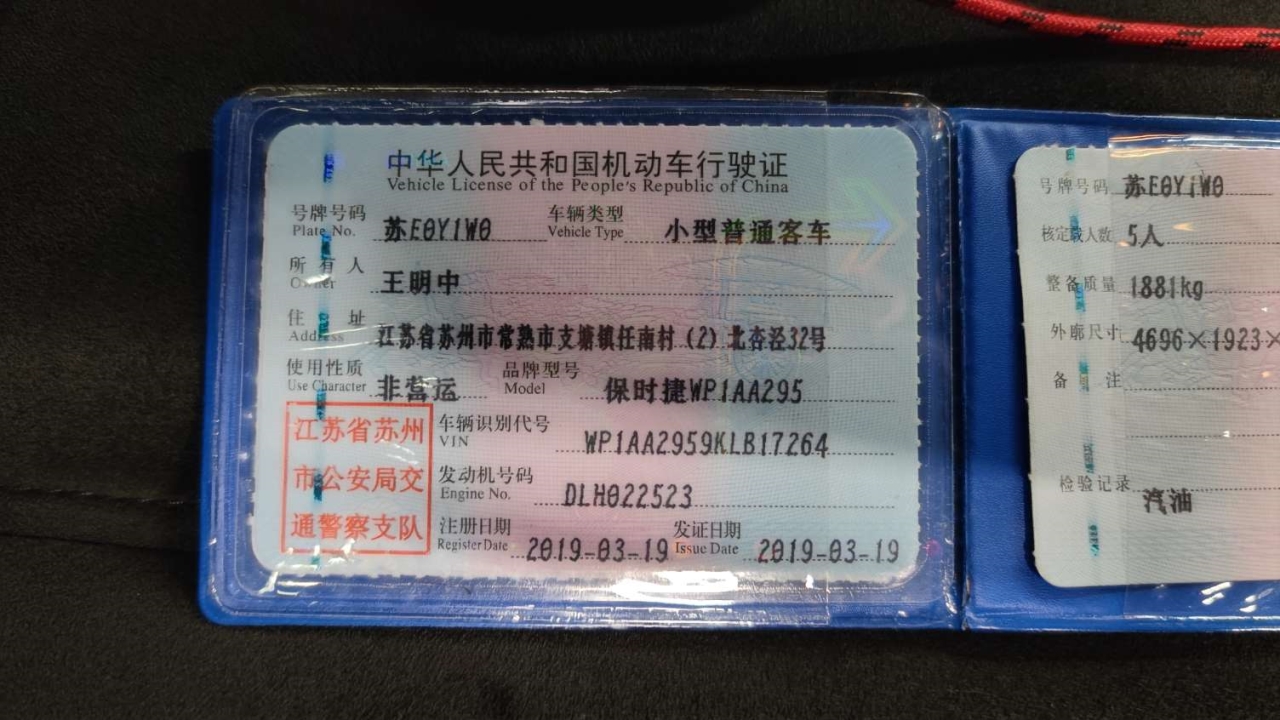 中华人民共和国机动车行驶证
Vehicle License of the People's Republic of China
号牌号码 苏E0Y1W0 车辆类型 小型普通客车
Plate No. Vehicle Type
所有人 王明中
Owner
住址 江苏省苏州市常熟市支塘镇任南村(2)北杏泾32号
Address
使用性质 非营运 品牌型号 保时捷WP1AA295
Use Character Model
江苏省苏州
市公安局交
通警察支队
车辆识别代号 WP1AA2959KLB17264
VIN
发动机号码 DLH022523
Engine No.
注册日期 2019-03-19 发证日期 2019-03-19
Register Date Issue Date
号牌号码 苏E0Y1W0
核定载人数 5人
整备质量 1881kg
外廓尺寸 4696×1923×
备注
检验记录 汽油